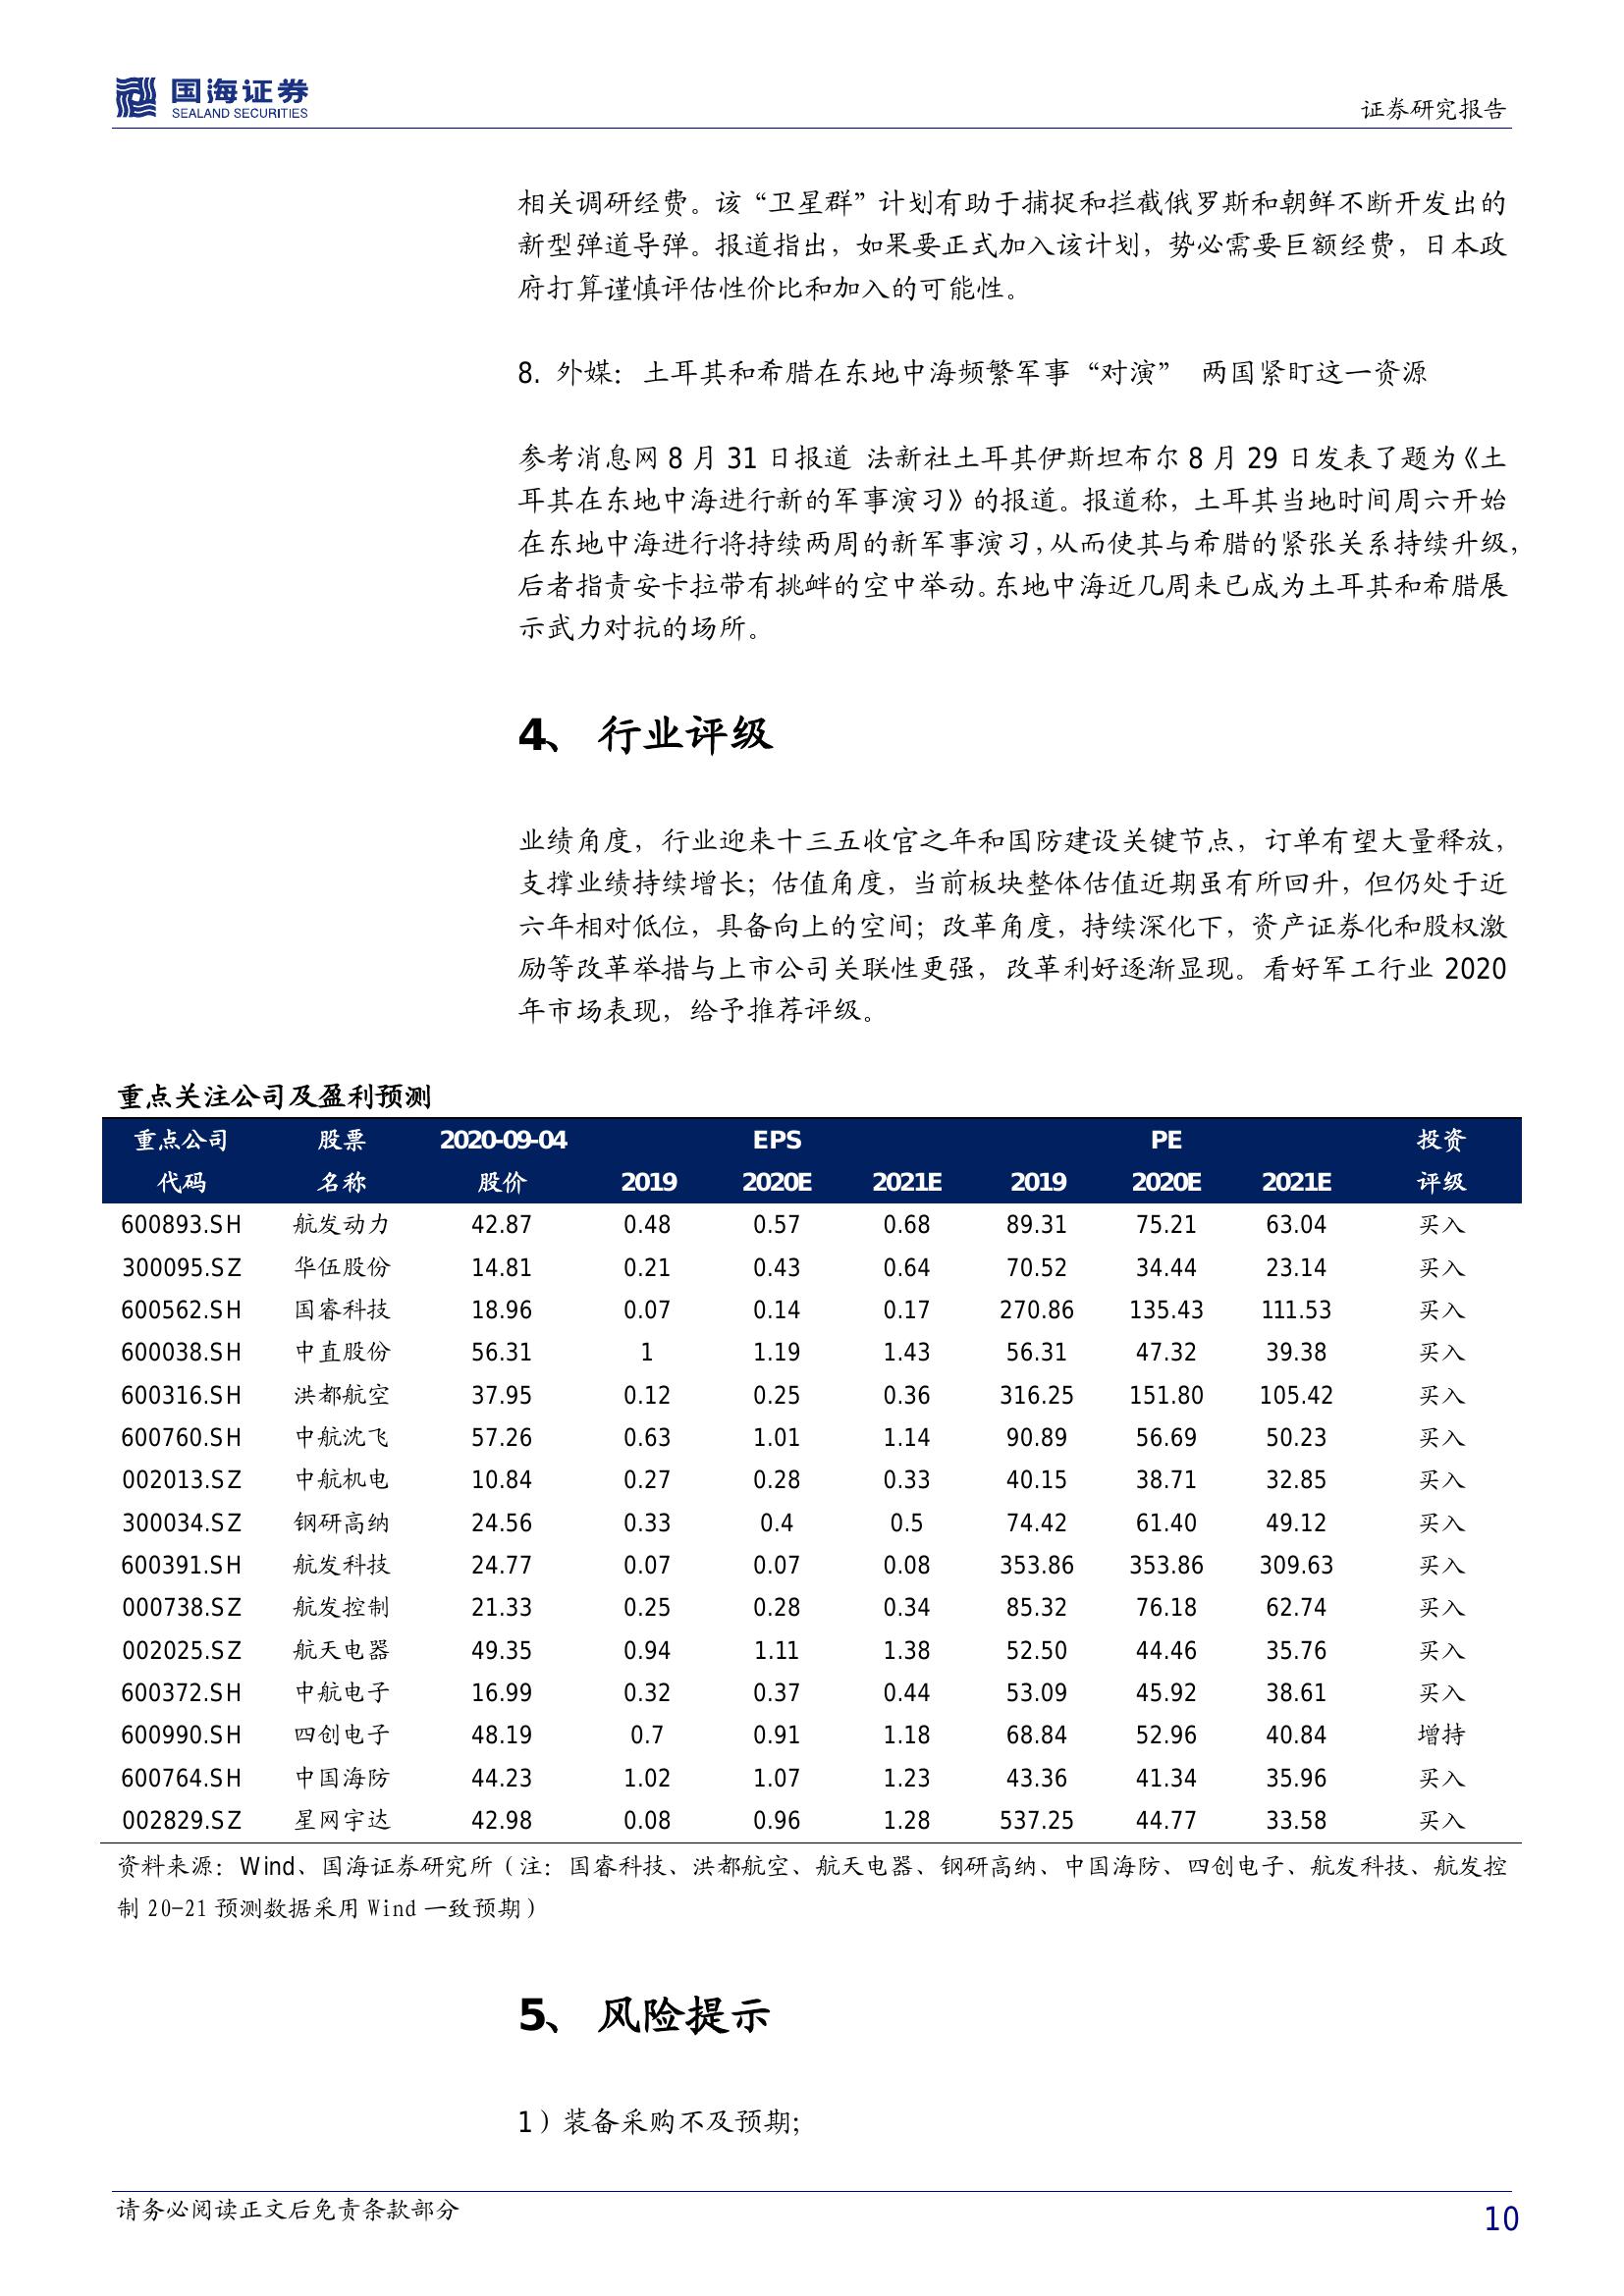 国海证券
SEALAND SECURITIES
证券研究报告
相关调研经费。该“卫星群”计划有助于捕捉和拦截俄罗斯和朝鲜不断开发出的
新型弹道导弹。报道指出，如果要正式加入该计划，势必需要巨额经费，日本政
府打算谨慎评估性价比和加入的可能性。
8. 外媒：土耳其和希腊在东地中海频繁军事“对演” 两国紧盯这一资源
参考消息网 8 月 31 日报道 法新社土耳其伊斯坦布尔 8 月 29 日发表了题为《土
耳其在东地中海进行新的军事演习》的报道。报道称，土耳其当地时间周六开始
在东地中海进行将持续两周的新军事演习，从而使其与希腊的紧张关系持续升级，
后者指责安卡拉带有挑衅的空中举动。东地中海近几周来已成为土耳其和希腊展
示武力对抗的场所。
4、 行业评级
业绩角度，行业迎来十三五收官之年和国防建设关键节点，订单有望大量释放，
支撑业绩持续增长；估值角度，当前板块整体估值近期虽有所回升，但仍处于近
六年相对低位，具备向上的空间；改革角度，持续深化下，资产证券化和股权激
励等改革举措与上市公司关联性更强，改革利好逐渐显现。看好军工行业 2020
年市场表现，给予推荐评级。
重点关注公司及盈利预测
重点公司 股票 2020-09-04 EPS PE 投资
代码 名称 股价 2019 2020E 2021E 2019 2020E 2021E 评级
600893.SH 航发动力 42.87 0.48 0.57 0.68 89.31 75.21 63.04 买入
300095.SZ 华伍股份 14.81 0.21 0.43 0.64 70.52 34.44 23.14 买入
600562.SH 国睿科技 18.96 0.07 0.14 0.17 270.86 135.43 111.53 买入
600038.SH 中直股份 56.31 1 1.19 1.43 56.31 47.32 39.38 买入
600316.SH 洪都航空 37.95 0.12 0.25 0.36 316.25 151.80 105.42 买入
600760.SH 中航沈飞 57.26 0.63 1.01 1.14 90.89 56.69 50.23 买入
002013.SZ 中航机电 10.84 0.27 0.28 0.33 40.15 38.71 32.85 买入
300034.SZ 钢研高纳 24.56 0.33 0.4 0.5 74.42 61.40 49.12 买入
600391.SH 航发科技 24.77 0.07 0.07 0.08 353.86 353.86 309.63 买入
000738.SZ 航发控制 21.33 0.25 0.28 0.34 85.32 76.18 62.74 买入
002025.SZ 航天电器 49.35 0.94 1.11 1.38 52.50 44.46 35.76 买入
600372.SH 中航电子 16.99 0.32 0.37 0.44 53.09 45.92 38.61 买入
600990.SH 四创电子 48.19 0.7 0.91 1.18 68.84 52.96 40.84 增持
600764.SH 中国海防 44.23 1.02 1.07 1.23 43.36 41.34 35.96 买入
002829.SZ 星网宇达 42.98 0.08 0.96 1.28 537.25 44.77 33.58 买入
资料来源：Wind、国海证券研究所（注：国睿科技、洪都航空、航天电器、钢研高纳、中国海防、四创电子、航发科技、航发控
制 20-21 预测数据采用 Wind 一致预期）
5、 风险提示
1）装备采购不及预期；
请务必阅读正文后免责条款部分
10